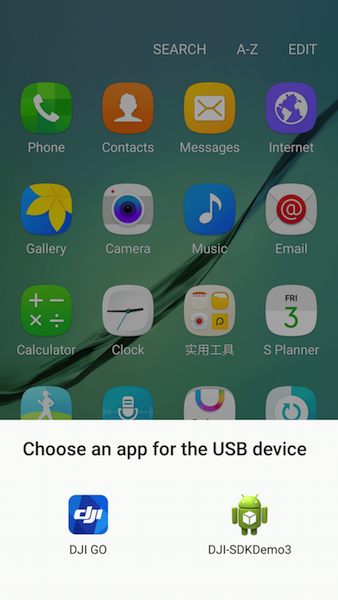 SEARCH A-Z EDIT
Phone Contacts Messages Internet
Gallery Camera Music Email
FRI
3
Calculator Clock 实用工具 S Planner
Choose an app for the USB device
dji
DJI GO DJI-SDKDemo3